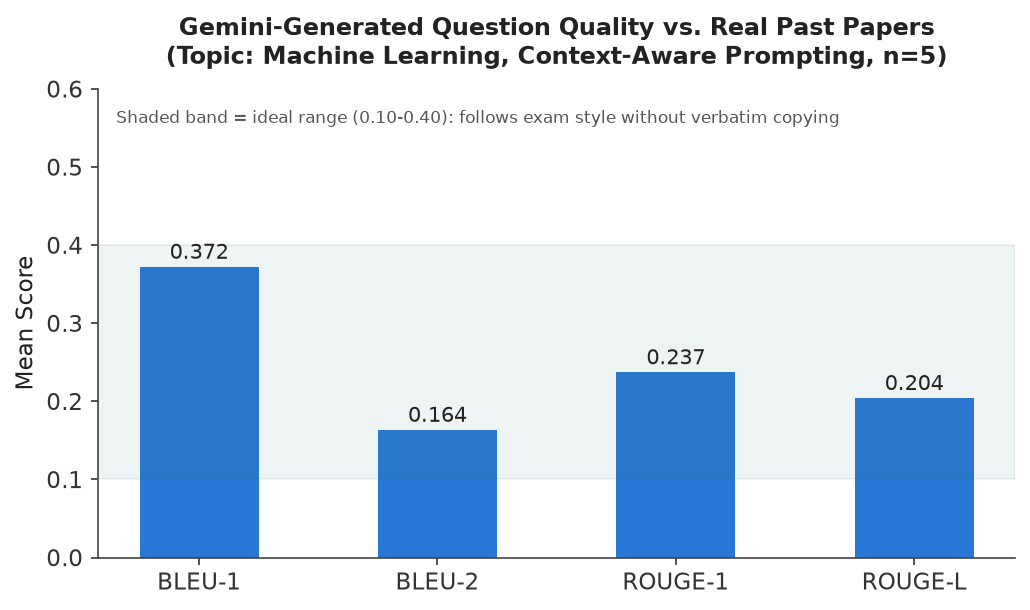 Gemini-Generated Question Quality vs. Real Past Papers
(Topic: Machine Learning, Context-Aware Prompting, n=5)
0.6
Shaded band = ideal range (0.10-0.40): follows exam style without verbatim copying
0.5
0.4
0.372
0.3
0.237
0.204
0.2
0.164
0.1
0.0
Mean Score
BLEU-1 BLEU-2 ROUGE-1 ROUGE-L